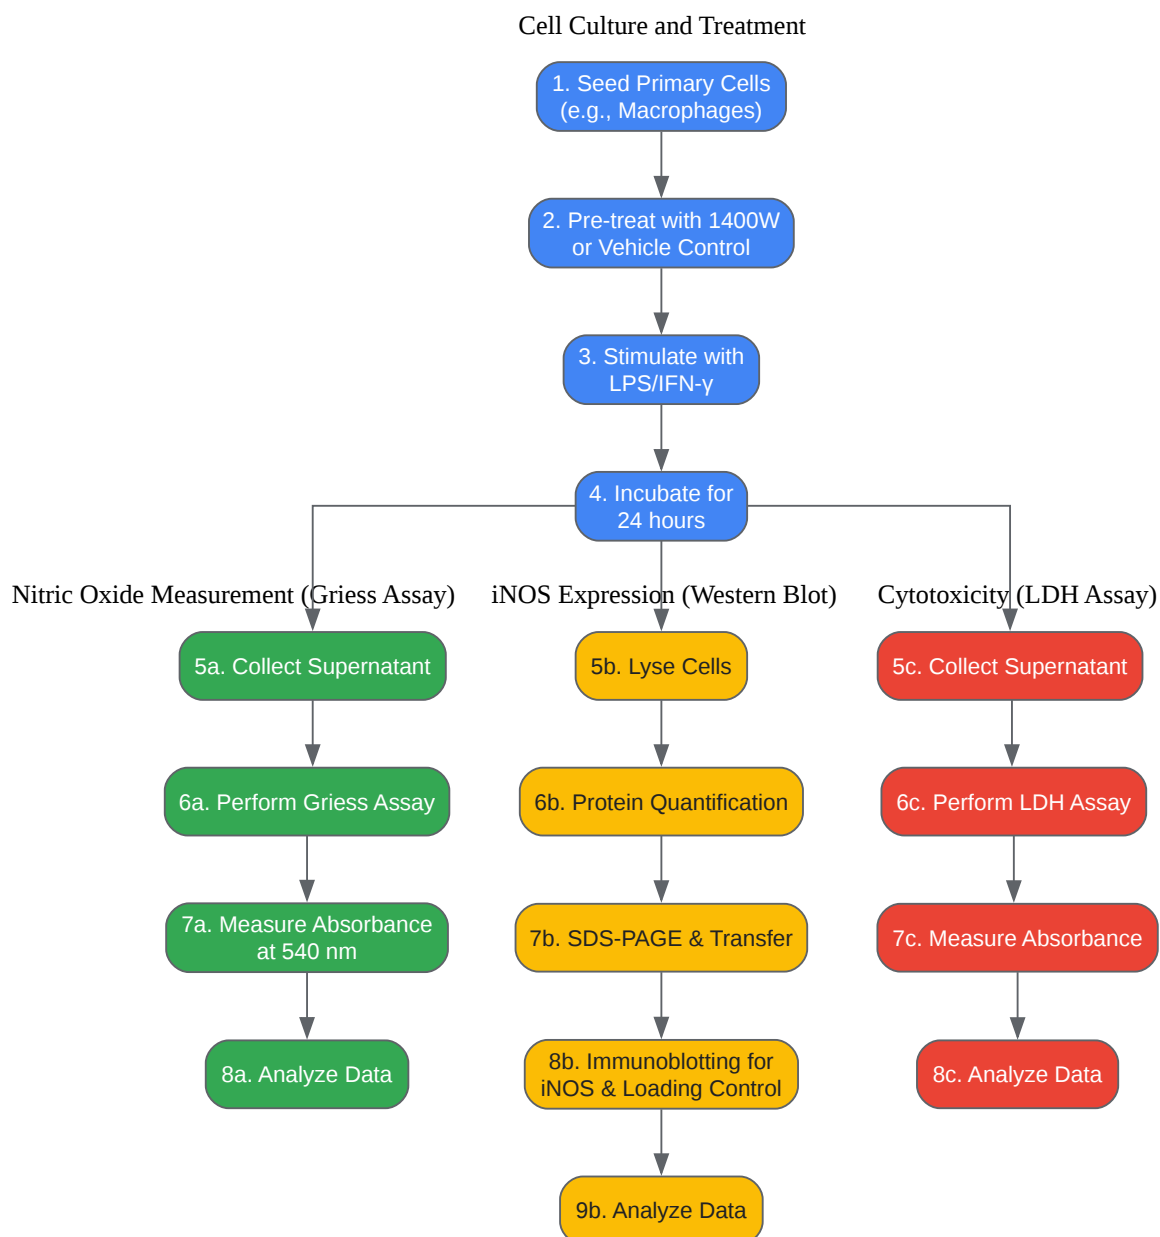 Cell Culture and Treatment
1. Seed Primary Cells
(e.g., Macrophages)
2. Pre-treat with 1400W
or Vehicle Control
3. Stimulate with
LPS/IFN-γ
4. Incubate for
24 hours
Nitric Oxide Measurement (Griess Assay)
5a. Collect Supernatant
6a. Perform Griess Assay
7a. Measure Absorbance
at 540 nm
8a. Analyze Data
iNOS Expression (Western Blot)
5b. Lyse Cells
6b. Protein Quantification
7b. SDS-PAGE & Transfer
8b. Immunoblotting for
iNOS & Loading Control
9b. Analyze Data
Cytotoxicity (LDH Assay)
5c. Collect Supernatant
6c. Perform LDH Assay
7c. Measure Absorbance
8c. Analyze Data